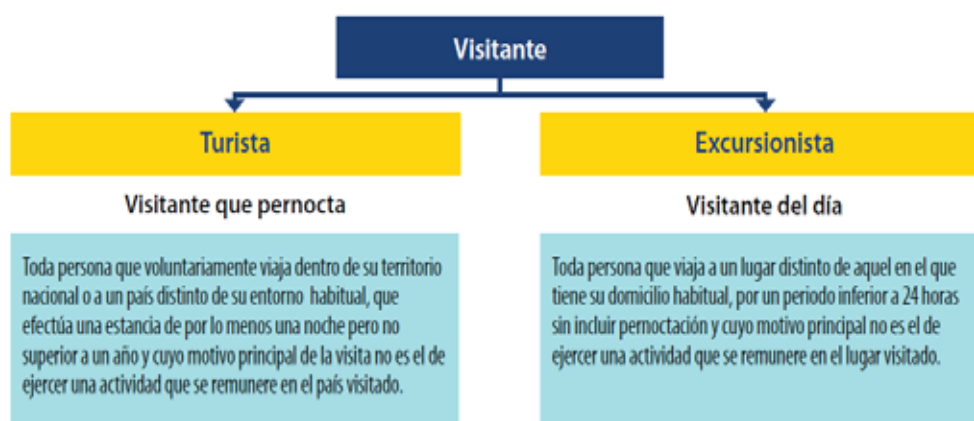 Visitante
Turista
Visitante que pernocta
Toda persona que voluntariamente viaja dentro de su territorio
nacional o a un país distinto de su entorno habitual, que
efectúa una estancia de por lo menos una noche pero no
superior a un año y cuyo motivo principal de la visita no es el de
ejercer una actividad que se remunere en el país visitado.
Excursionista
Visitante del día
Toda persona que viaja a un lugar distinto de aquel en el que
tiene su domicilio habitual, por un periodo inferior a 24 horas
sin incluir pernoctación y cuyo motivo principal no es el de
ejercer una actividad que se remunere en el lugar visitado.